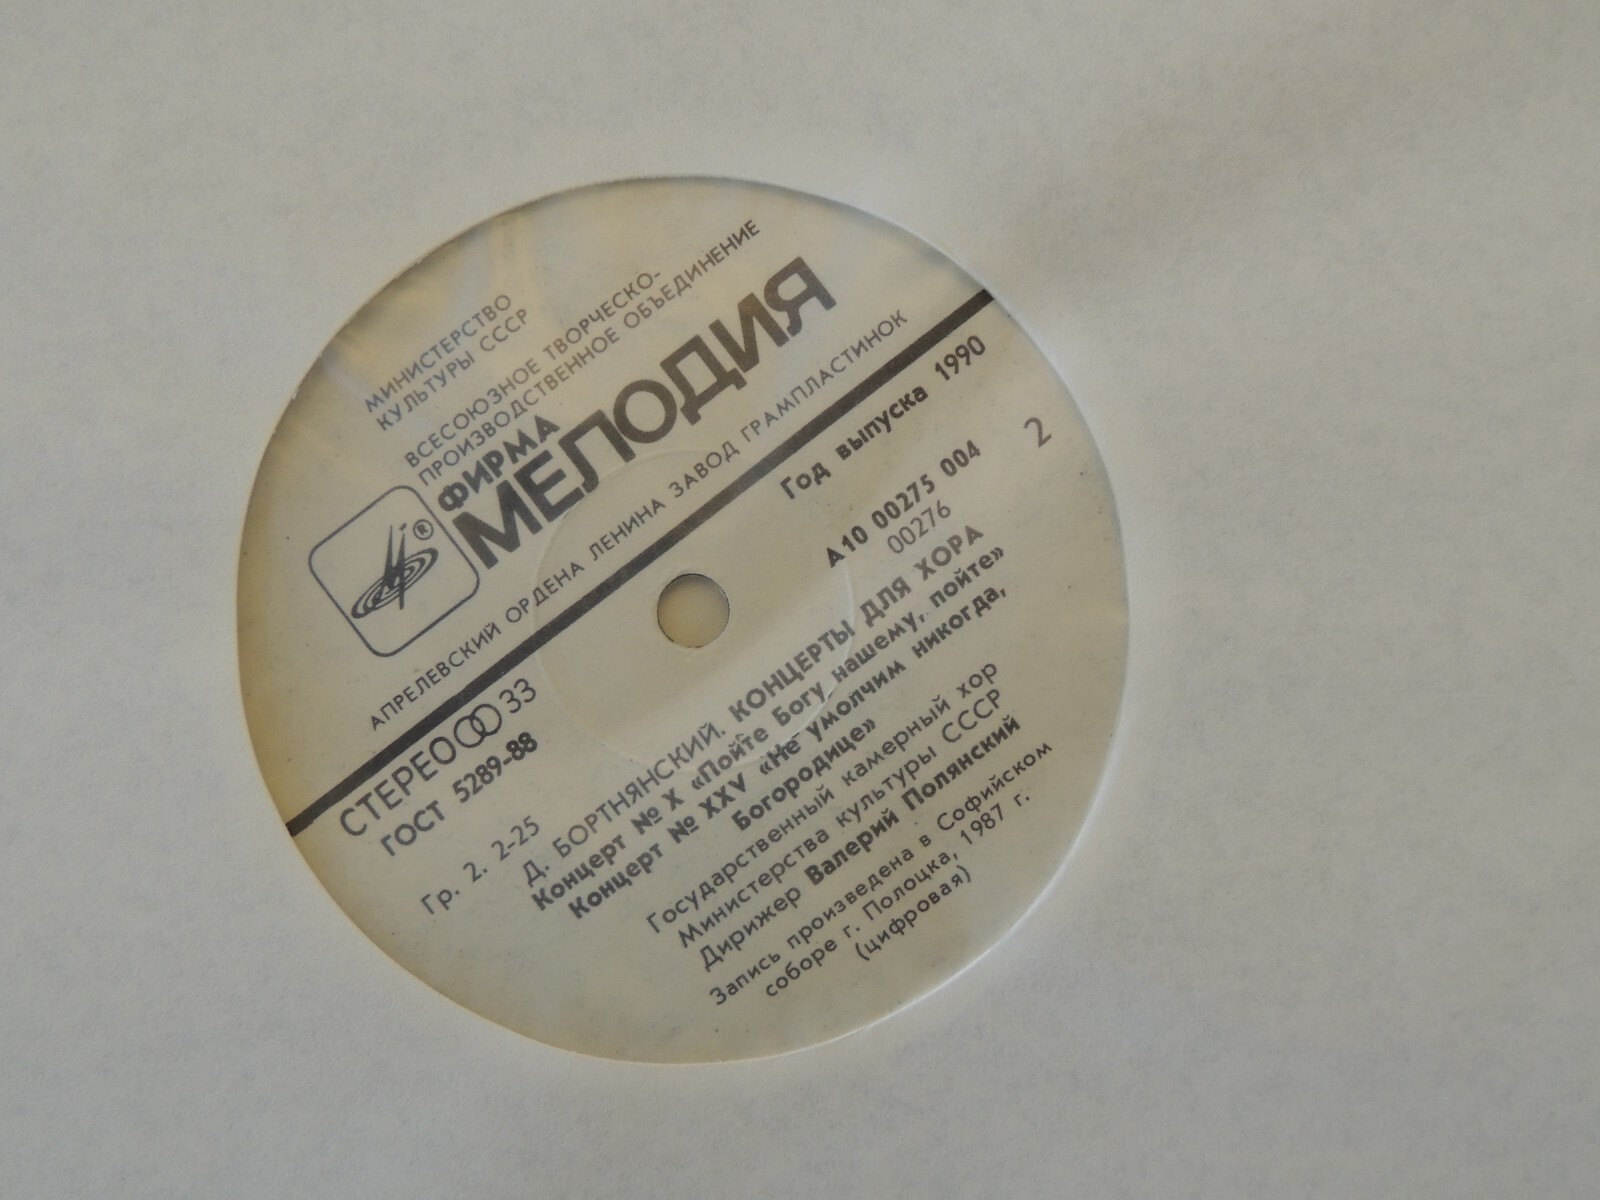 МИНИСТЕРСТВО
КУЛЬТУРЫ СССР
ВСЕСОЮЗНОЕ ТВОРЧЕСКО-
ПРОИЗВОДСТВЕННОЕ ОБЪЕДИНЕНИЕ
ФИРМА
МЕЛОДИЯ
®
АПРЕЛЕВСКИЙ ОРДЕНА ЛЕНИНА ЗАВОД ГРАМПЛАСТИНОК
СТЕРЕО 33
ГОСТ 5289-88
Год выпуска 1990
Гр. 2. 2-25
А10 00275 004
00276
2
Д. БОРТНЯНСКИЙ. КОНЦЕРТЫ ДЛЯ ХОРА
Концерт № X «Пойте Богу нашему, пойте»
Концерт № XXV «Не умолчим никогда,
Богородице»
Государственный камерный хор
Министерства культуры СССР
Дирижер Валерий Полянский
Запись произведена в Софийском
соборе г. Полоцка, 1987 г.
(цифровая)